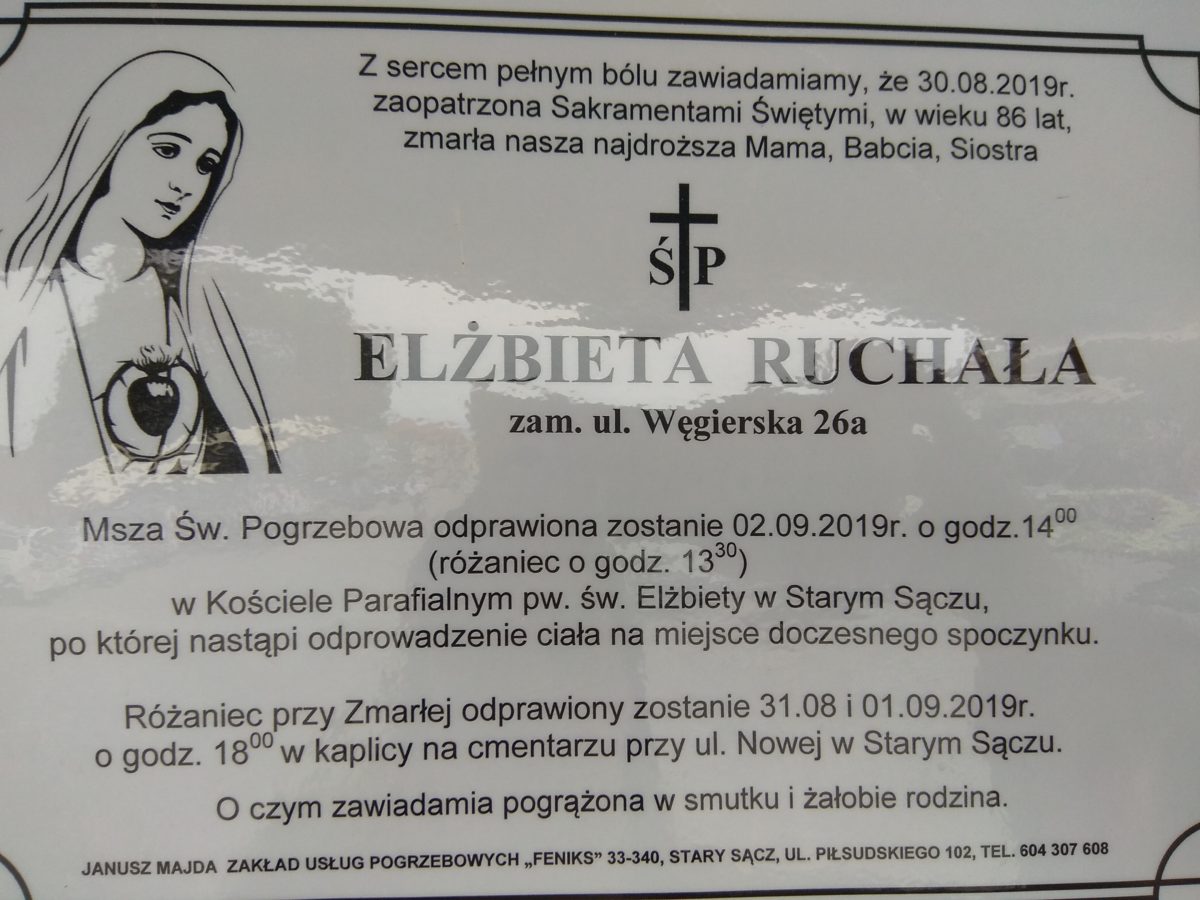 Z sercem pełnym bólu zawiadamiamy, że 30.08.2019r.
zaopatrzona Sakramentami Świętymi, w wieku 86 lat,
zmarła nasza najdroższa Mama, Babcia, Siostra
Ś P
ELŻBIETA RUCHAŁA
zam. ul. Węgierska 26a
Msza Św. Pogrzebowa odprawiona zostanie 02.09.2019r. o godz.14⁰⁰
(różaniec o godz. 13³⁰)
w Kościele Parafialnym pw. św. Elżbiety w Starym Sączu,
po której nastąpi odprowadzenie ciała na miejsce doczesnego spoczynku.
Różaniec przy Zmarłej odprawiony zostanie 31.08 i 01.09.2019r.
o godz. 18⁰⁰ w kaplicy na cmentarzu przy ul. Nowej w Starym Sączu.
O czym zawiadamia pogrążona w smutku i żałobie rodzina.
JANUSZ MAJDA ZAKŁAD USŁUG POGRZEBOWYCH „FENIKS” 33-340, STARY SĄCZ, UL. PIŁSUDSKIEGO 102, TEL. 604 307 608